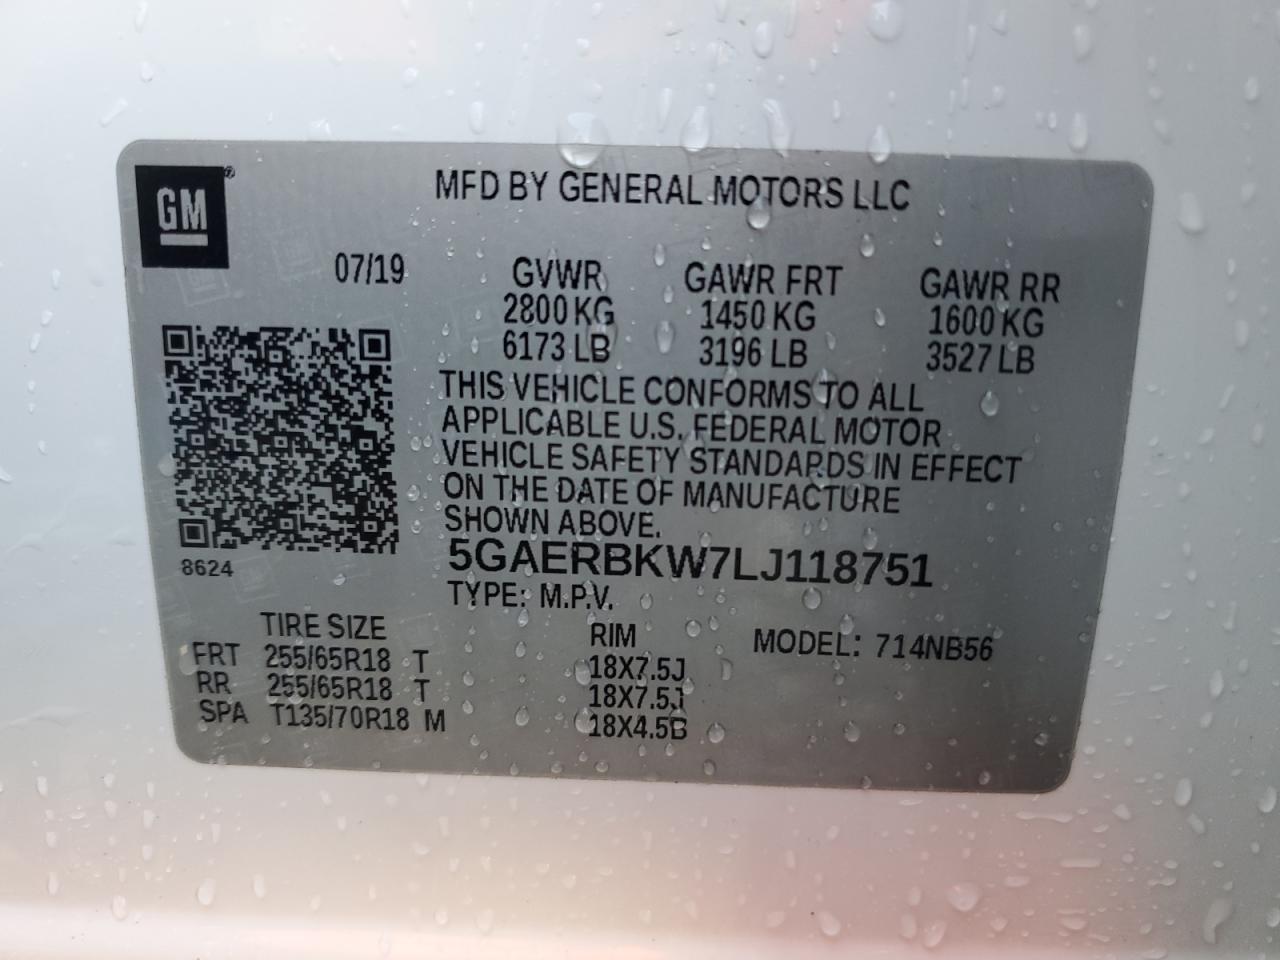 GM
MFD BY GENERAL MOTORS LLC
07/19 GVWR GAWR FRT GAWR RR
2800 KG 1450 KG 1600 KG
6173 LB 3196 LB 3527 LB
THIS VEHICLE CONFORMS TO ALL
APPLICABLE U.S. FEDERAL MOTOR
VEHICLE SAFETY STANDARDS IN EFFECT
ON THE DATE OF MANUFACTURE
SHOWN ABOVE.
8624
5GAERBKW7LJ118751
TYPE: M.P.V.
TIRE SIZE RIM MODEL: 714NB56
FRT 255/65R18 T 18X7.5J
RR 255/65R18 T 18X7.5J
SPA T135/70R18 M 18X4.5B